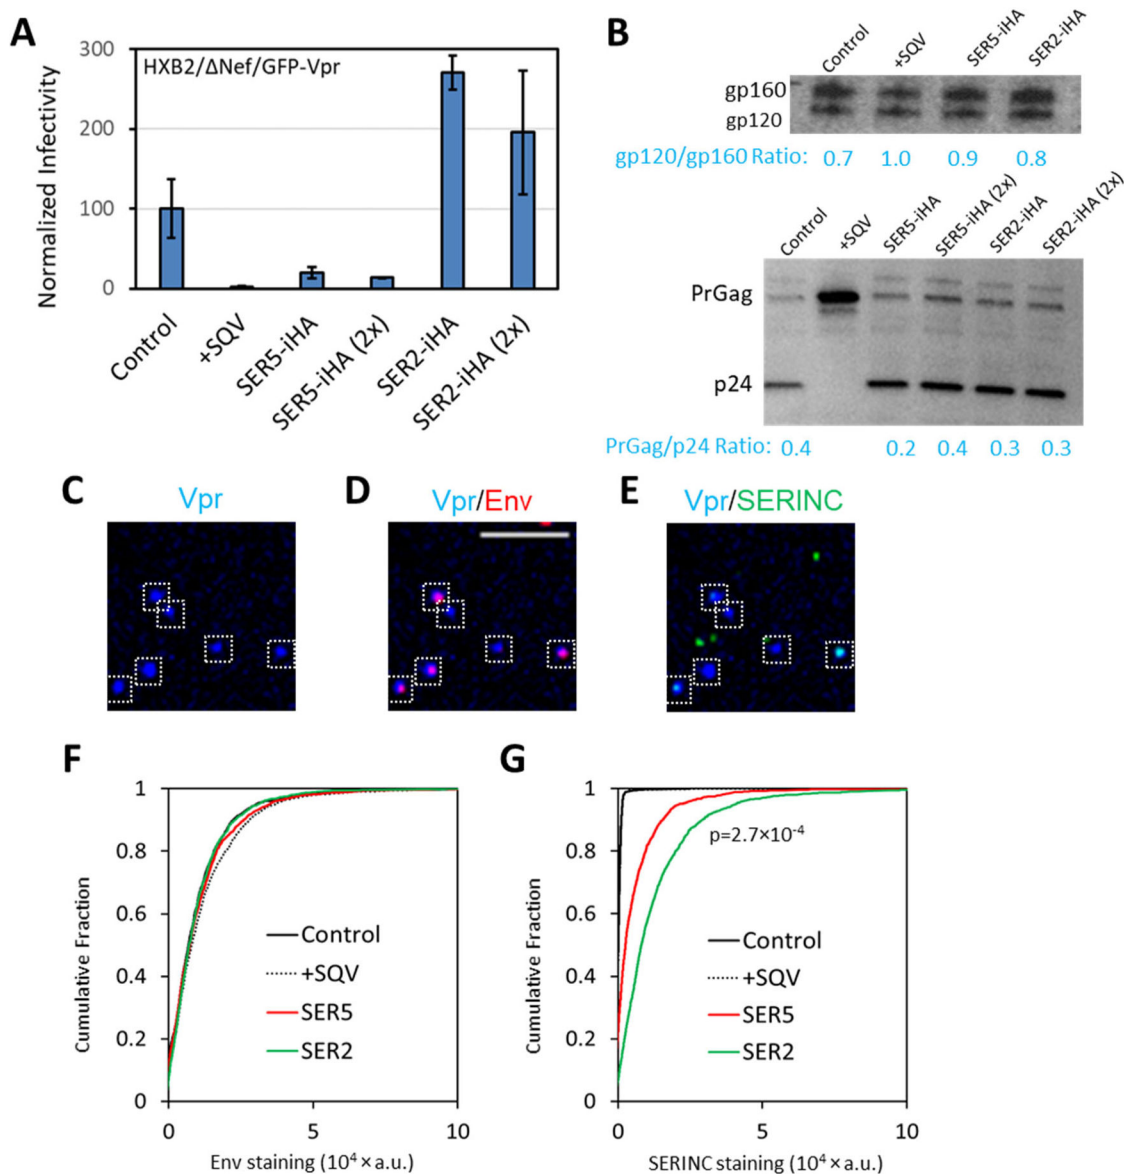 A
HXB2/ΔNef/GFP-Vpr
Normalized Infectivity
300
200
100
0
Control
+SQV
SER5-iHA
SER5-iHA (2x)
SER2-iHA
SER2-iHA (2x)
B
Control
+SQV
SER5-iHA
SER2-iHA
gp160
gp120
gp120/gp160 Ratio: 0.7 1.0 0.9 0.8
Control
+SQV
SER5-iHA
SER5-iHA (2x)
SER2-iHA
SER2-iHA (2x)
PrGag
p24
PrGag/p24 Ratio: 0.4 0.2 0.4 0.3 0.3
C
Vpr
D
Vpr/Env
E
Vpr/SERINC
F
Cumulative Fraction
1
0.8
0.6
0.4
0.2
0
Control
+SQV
SER5
SER2
0 5 10
Env staining (10⁴ × a.u.)
G
Cumulative Fraction
1
0.8
0.6
0.4
0.2
0
p=2.7×10⁻⁴
Control
+SQV
SER5
SER2
0 5 10
SERINC staining (10⁴ × a.u.)